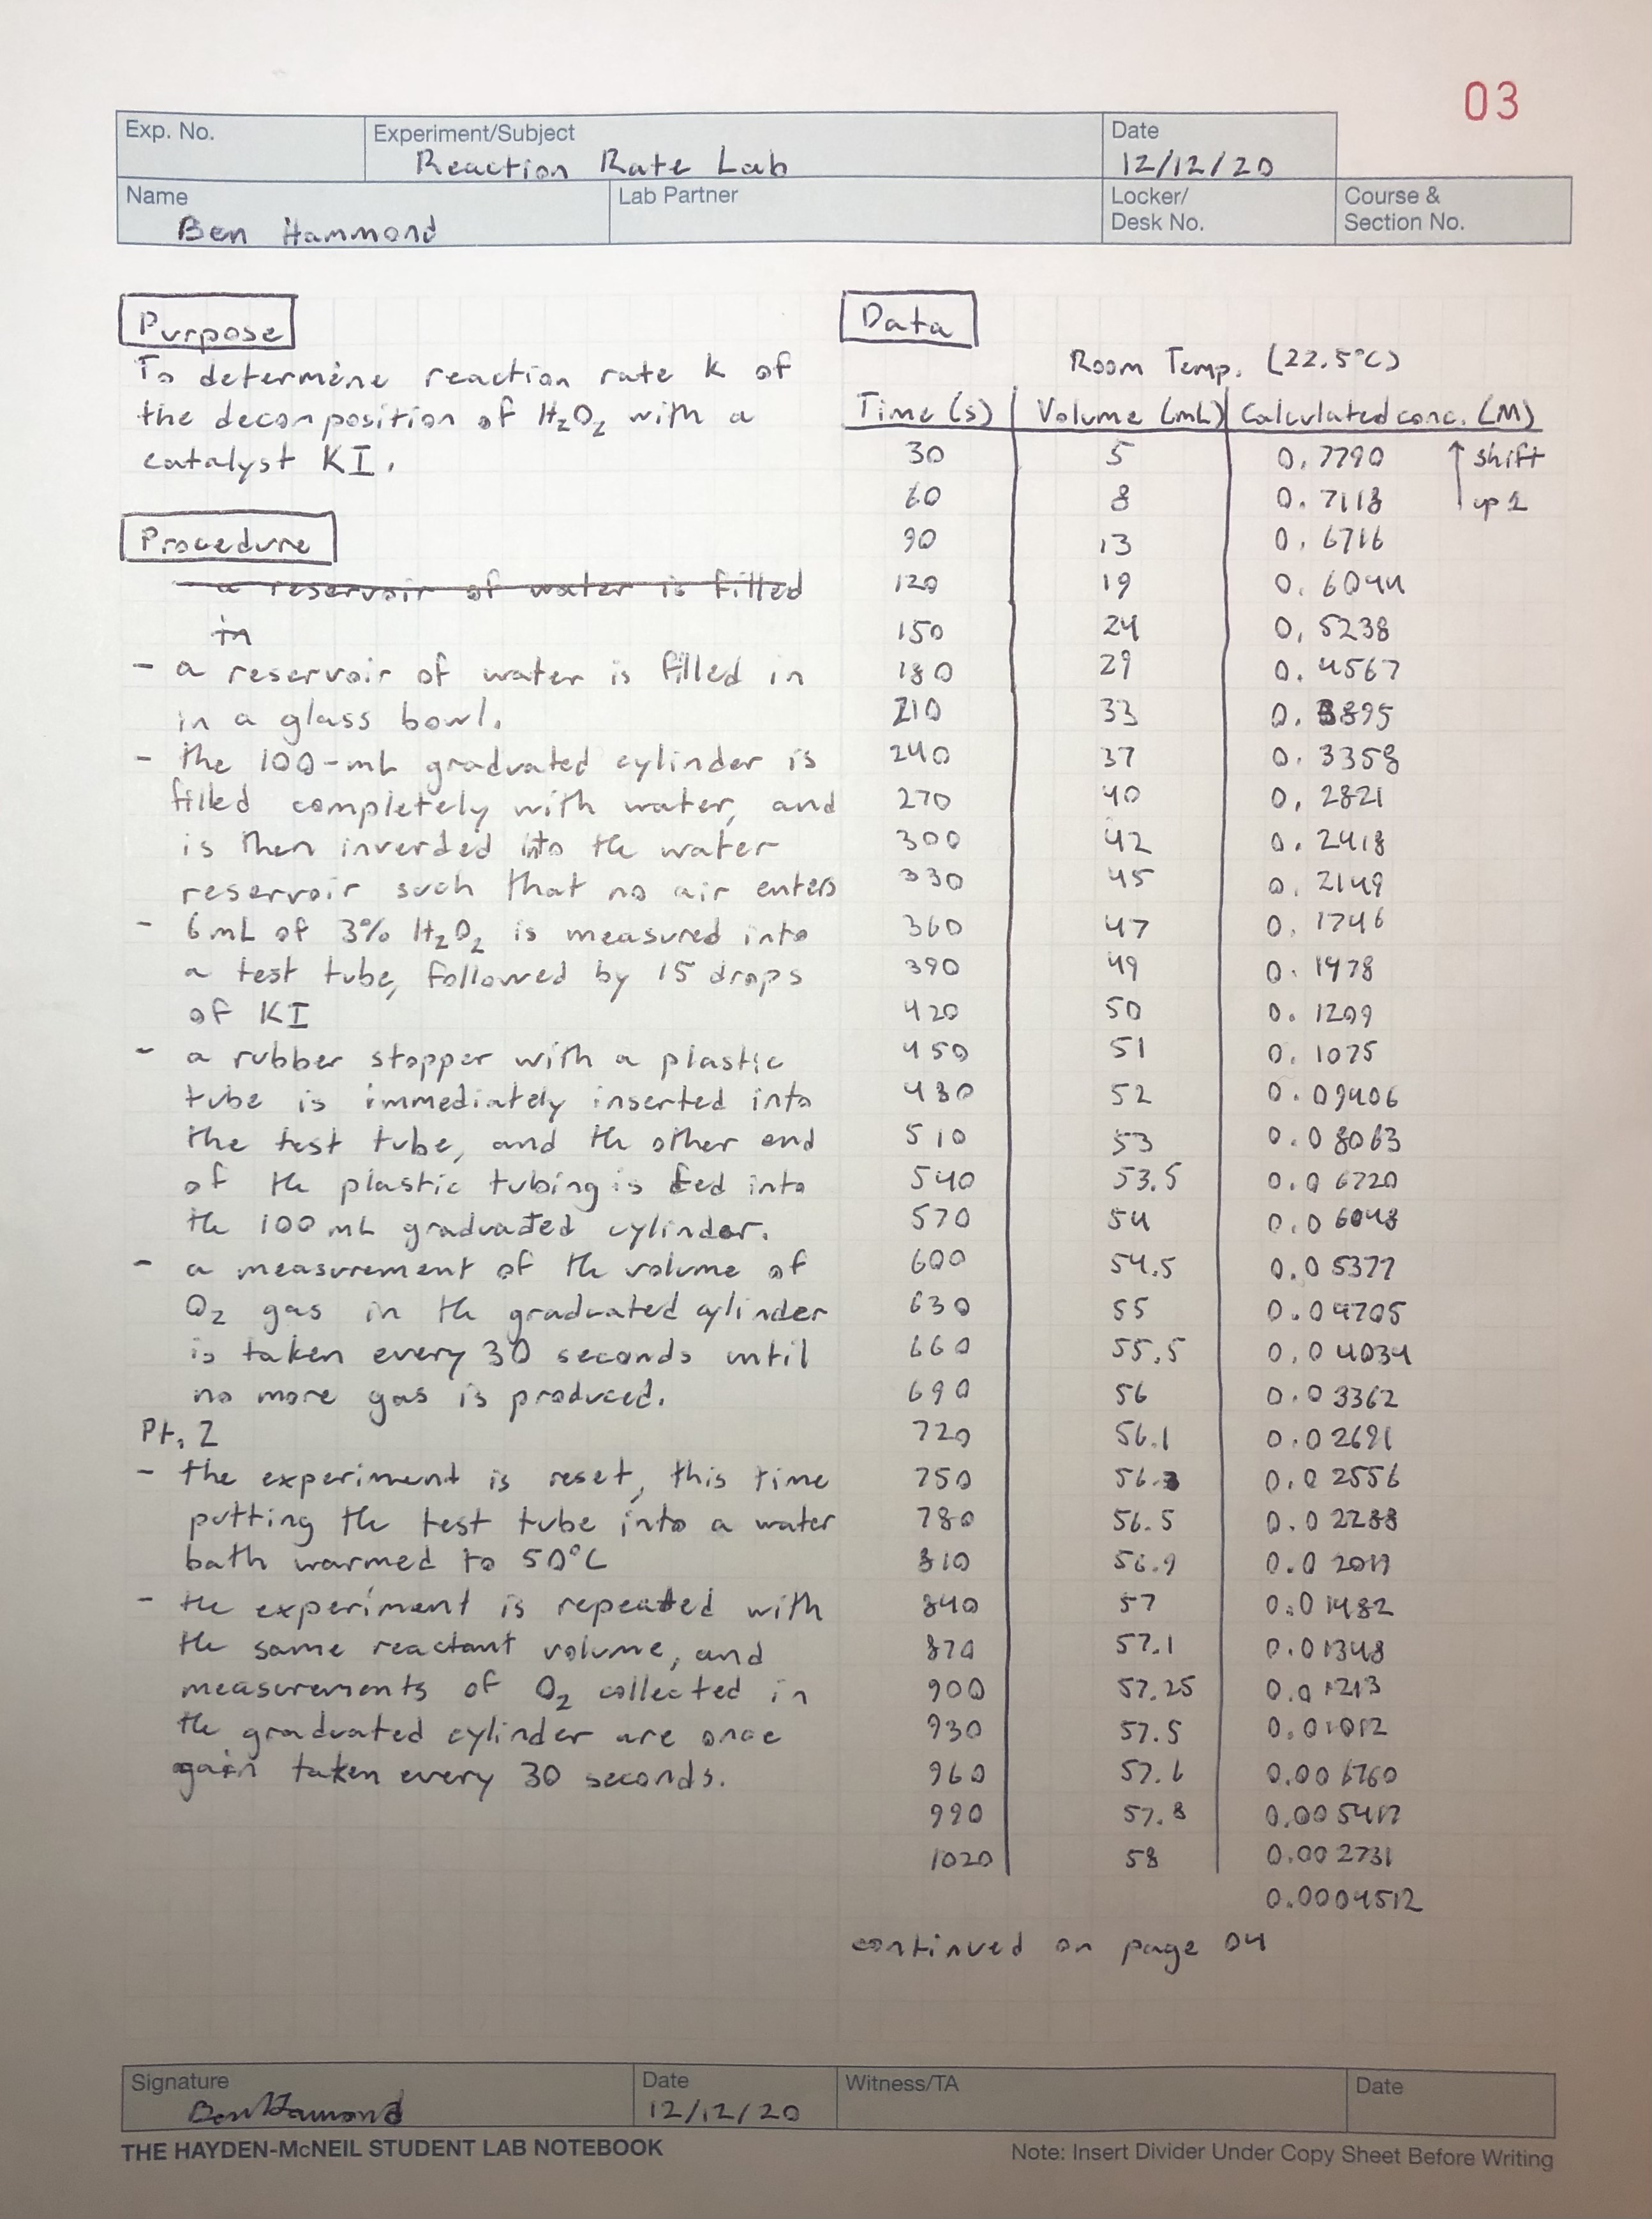 03
Exp. No.
Experiment/Subject
Reaction Rate Lab
Date
12/12/20
Name
Ben Hammond
Lab Partner
Locker/
Desk No.
Course &
Section No.
Purpose
To determine reaction rate K of
the decomposition of H₂O₂ with a
catalyst KI.
Procedure
a reservoir of water is filled
in
- a reservoir of water is filled in
in a glass bowl.
- the 100-mL graduated cylinder is
filled completely with water, and
is then inverded into the water
reservoir such that no air enters
- 6mL of 3% H₂O₂ is measured into
a test tube, followed by 15 drops
of KI
- a rubber stopper with a plastic
tube is immediately inserted into
the test tube, and the other end
of the plastic tubing is fed into
the 100 mL graduated cylinder.
- a measurement of the volume of
O₂ gas in the graduated cylinder
is taken every 30 seconds until
no more gas is produced.
Pt. 2
- the experiment is reset, this time
putting the test tube into a water
bath warmed to 50°C
- the experiment is repeated with
the same reactant volume, and
measurements of O₂ collected in
the graduated cylinder are once
again taken every 30 seconds.
Data
Room Temp. (22.5°C)
Time (s) Volume (mL) Calculated conc. (M)
30 5 0.7790 ↑ shift
60 8 0.7118 up 1
90 13 0.6716
120 19 0.6044
150 24 0.5238
180 29 0.4567
210 33 0.3895
240 37 0.3358
270 40 0.2821
300 42 0.2418
330 45 0.2149
360 47 0.1746
390 49 0.1478
420 50 0.1209
450 51 0.1075
480 52 0.09406
510 53 0.08063
540 53.5 0.06720
570 54 0.06048
600 54.5 0.05377
630 55 0.04705
660 55.5 0.04034
690 56 0.03362
720 56.1 0.02691
750 56.3 0.02556
780 56.5 0.02288
810 56.9 0.02019
840 57 0.01482
870 57.1 0.01348
900 57.25 0.01213
930 57.5 0.01012
960 57.6 0.006760
990 57.8
1020 58 0.002731
0.0004512
continued on page 04
Signature
Ben Hammond
Date
12/12/20
Witness/TA
Date
THE HAYDEN-McNEIL STUDENT LAB NOTEBOOK
Note: Insert Divider Under Copy Sheet Before Writing